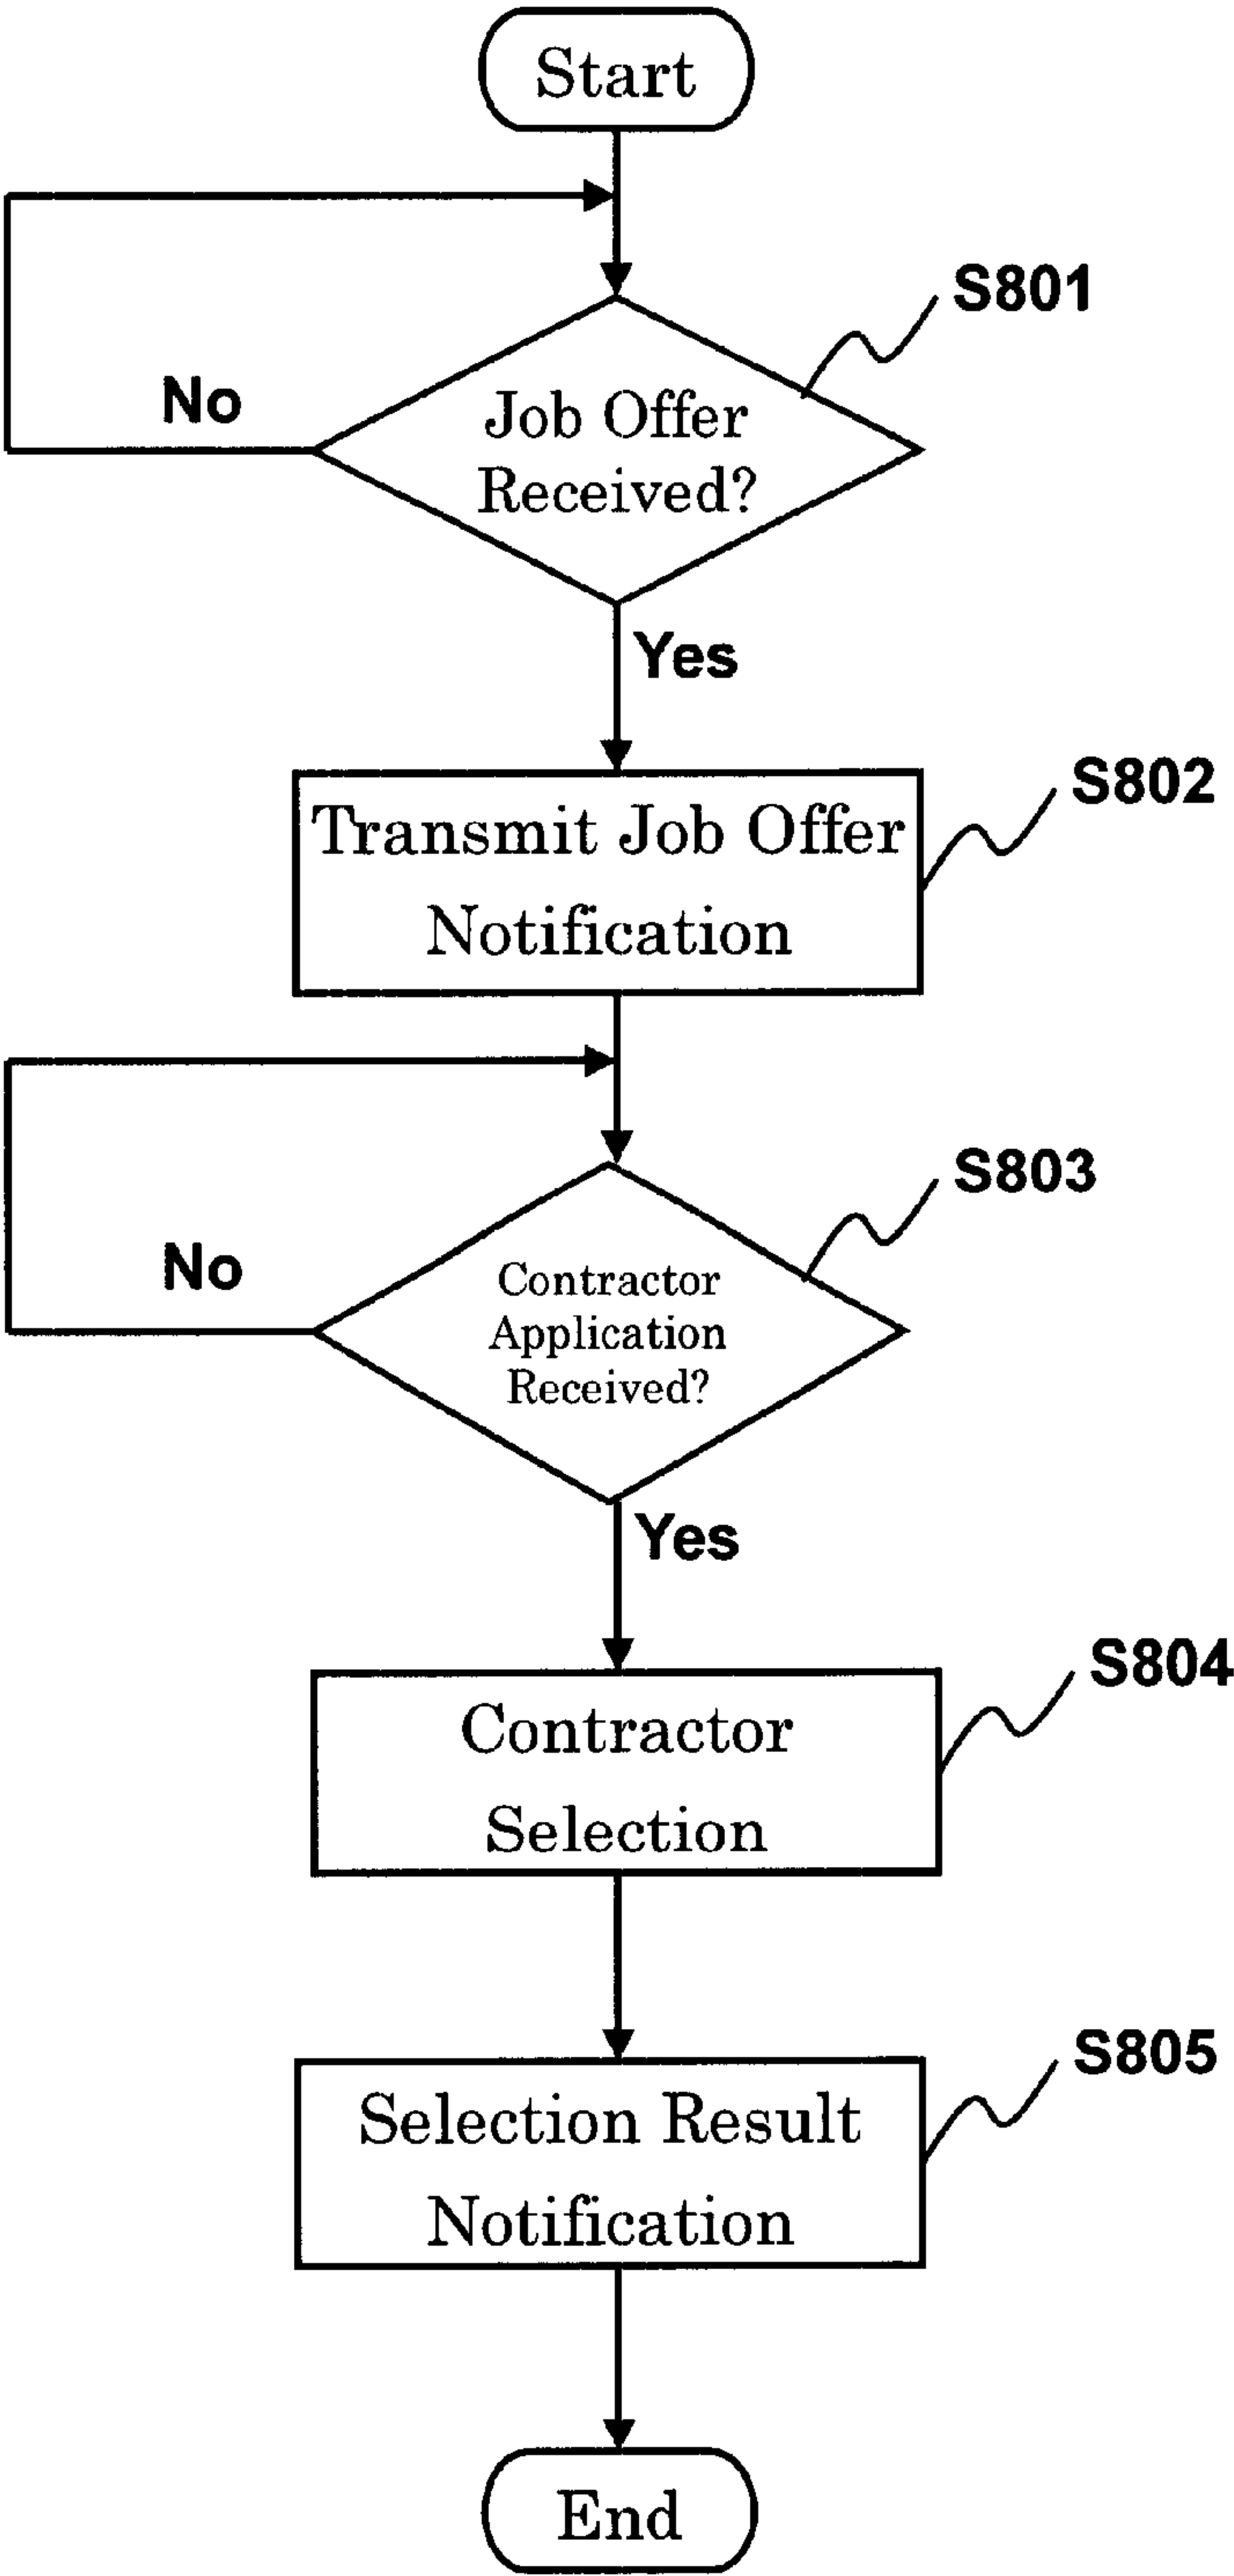 Start
S801
No
Job Offer
Received?
Yes
S802
Transmit Job Offer
Notification
S803
No
Contractor
Application
Received?
Yes
S804
Contractor
Selection
S805
Selection Result
Notification
End